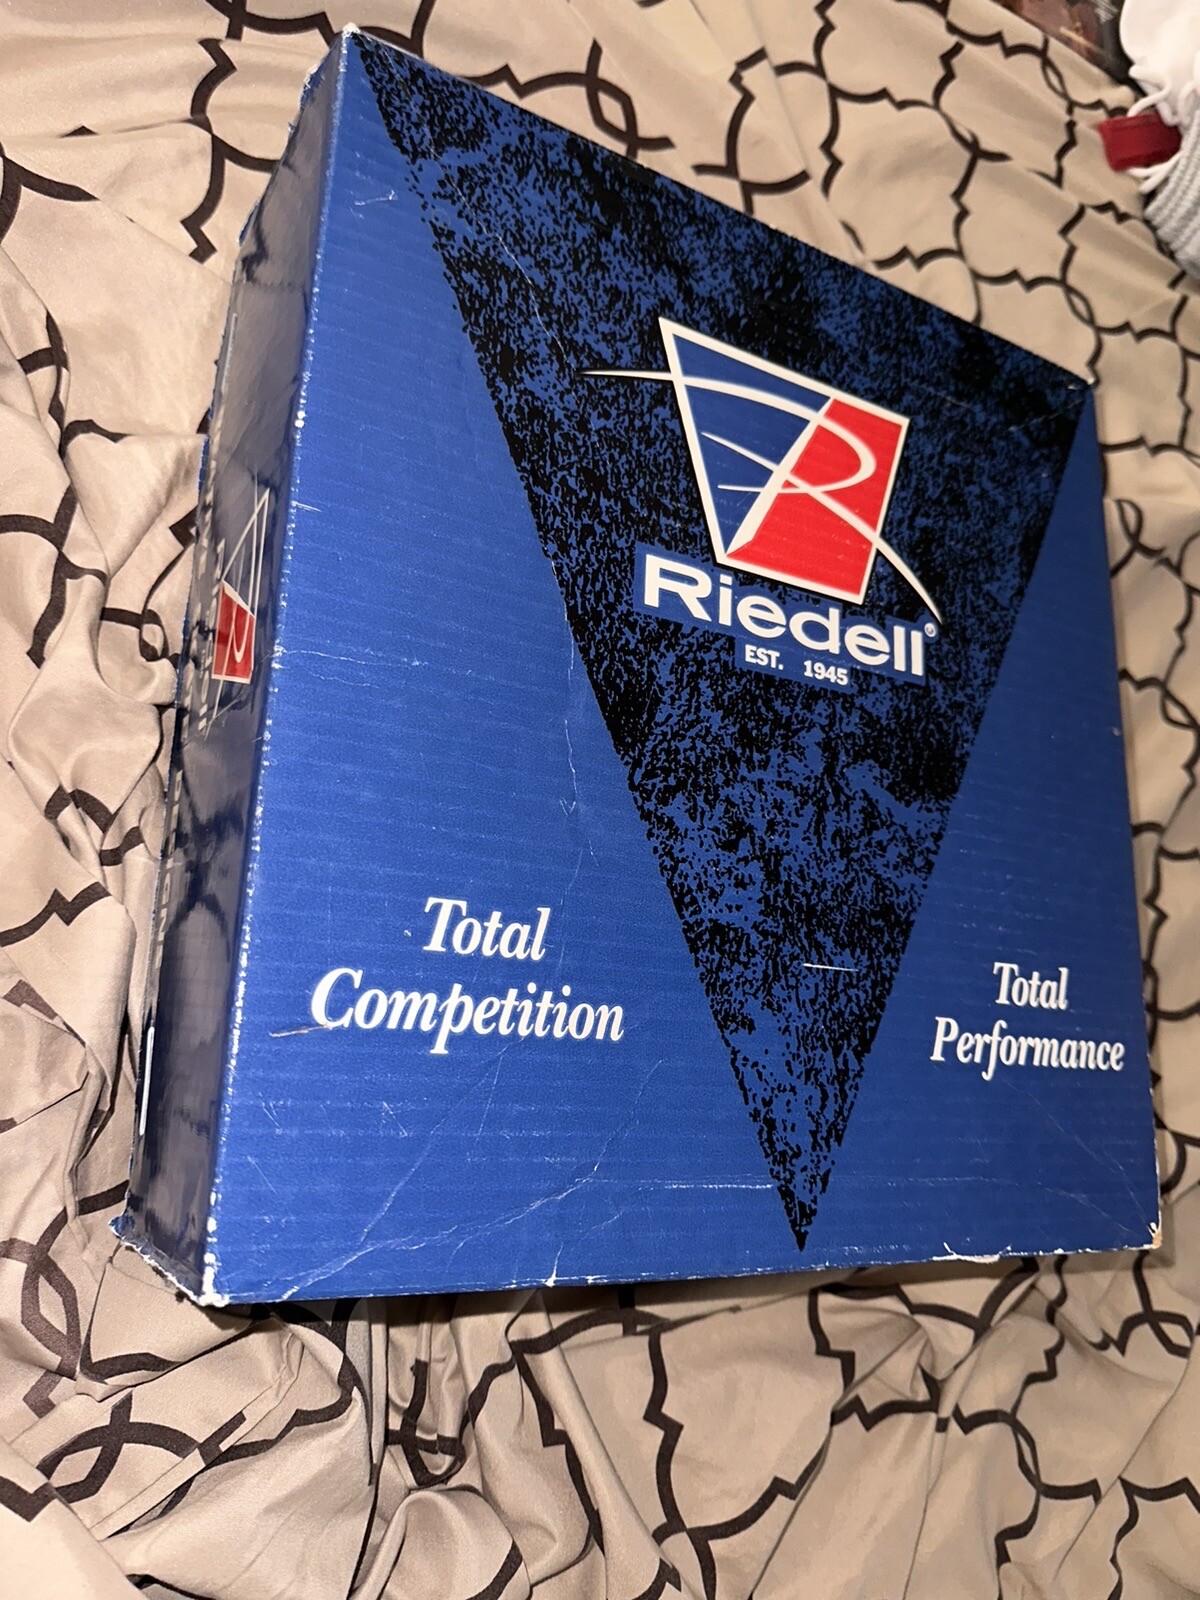 R
Riedell®
EST. 1945
Total
Competition
Total
Performance
R